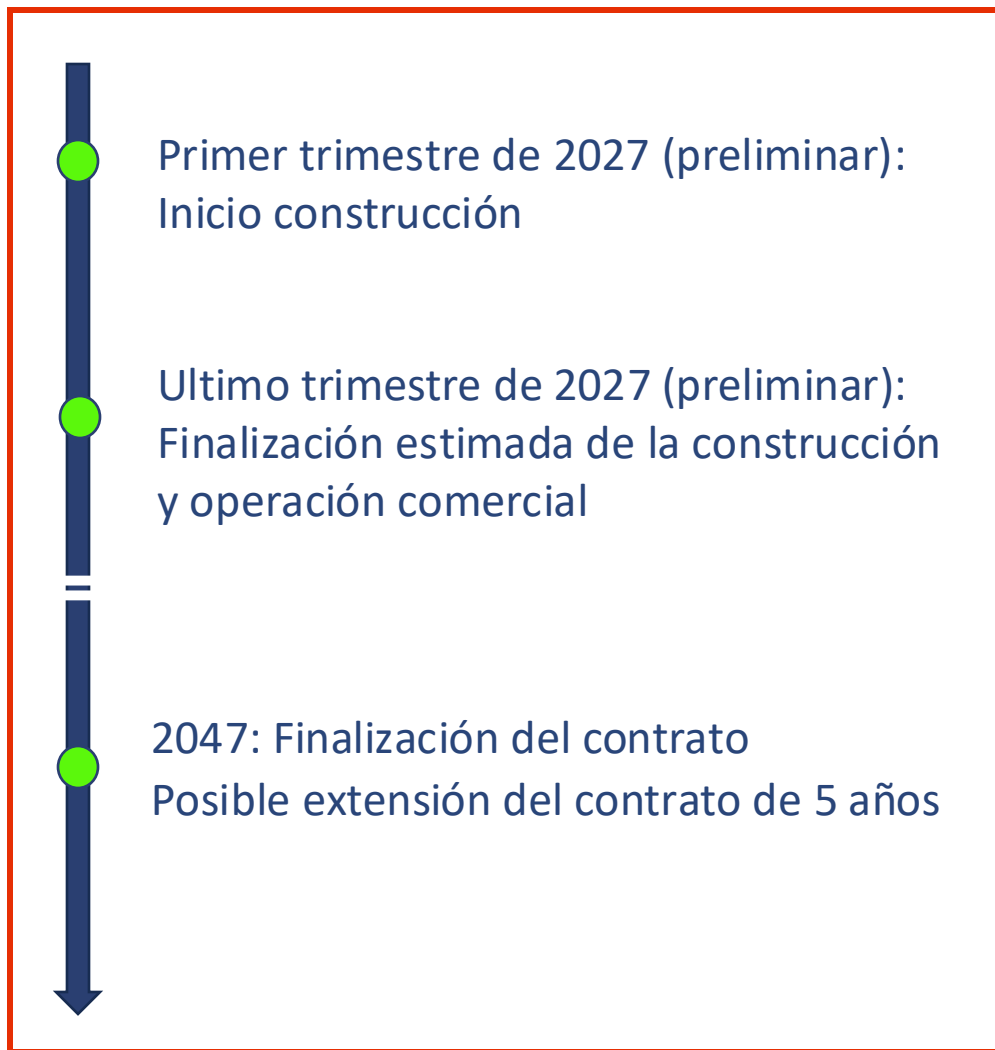 Primer trimestre de 2027 (preliminar):
Inicio construcción
Ultimo trimestre de 2027 (preliminar):
Finalización estimada de la construcción
y operación comercial
2047: Finalización del contrato
Posible extensión del contrato de 5 años